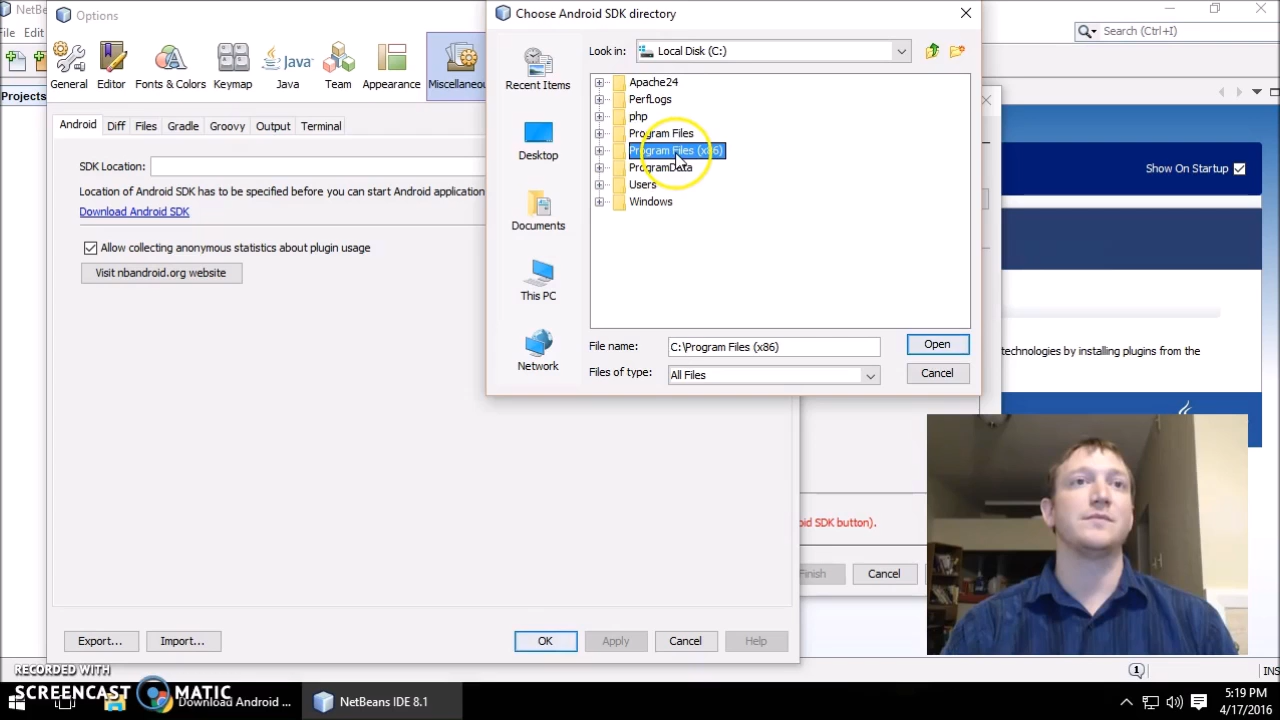 NetBe
Options
Choose Android SDK directory
File
Edit
Search (Ctrl+I)
General
Editor
Fonts & Colors
Keymap
Java
Java
Team
Appearance
Miscellaneou
Projects
Android
Diff
Files
Gradle
Groovy
Output
Terminal
SDK Location:
Location of Android SDK has to be specified before you can start Android application
Download Android SDK
Allow collecting anonymous statistics about plugin usage
Visit nbandroid.org website
Look in:
Local Disk (C:)
Recent Items
Desktop
Documents
This PC
Network
Apache24
PerfLogs
php
Program Files
Program Files (x86)
ProgramData
Users
Windows
File name:
C:\Program Files (x86)
Open
Files of type:
All Files
Cancel
Show On Startup
technologies by installing plugins from the
oid SDK button).
Finish
Cancel
Export...
Import...
OK
Apply
Cancel
Help
1
INS
RECORDED WITH
SCREENCAST MATIC
Download Android ...
NetBeans IDE 8.1
5:19 PM
4/17/2016